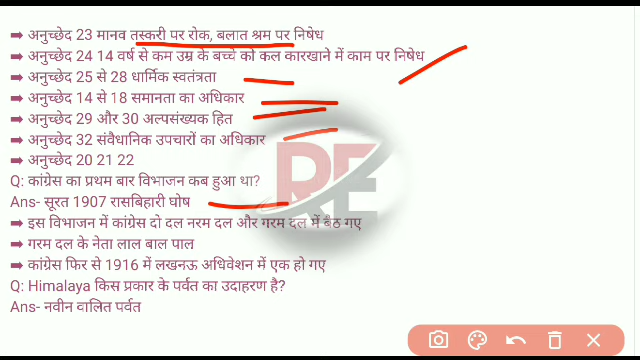 ➡ अनुच्छेद 23 मानव तस्करी पर रोक, बलात श्रम पर निषेध
➡ अनुच्छेद 24 14 वर्ष से कम उम्र के बच्चे को कल कारखाने में काम पर निषेध
➡ अनुच्छेद 25 से 28 धार्मिक स्वतंत्रता
➡ अनुच्छेद 14 से 18 समानता का अधिकार
➡ अनुच्छेद 29 और 30 अल्पसंख्यक हित
➡ अनुच्छेद 32 संवैधानिक उपचारों का अधिकार
➡ अनुच्छेद 20 21 22
Q: कांग्रेस का प्रथम बार विभाजन कब हुआ था?
Ans- सूरत 1907 रासबिहारी घोष
➡ इस विभाजन में कांग्रेस दो दल नरम दल और गरम दल में बैठ गए
➡ गरम दल के नेता लाल बाल पाल
➡ कांग्रेस फिर से 1916 में लखनऊ अधिवेशन में एक हो गए
Q: Himalaya किस प्रकार के पर्वत का उदाहरण है?
Ans- नवीन वालित पर्वत
RE